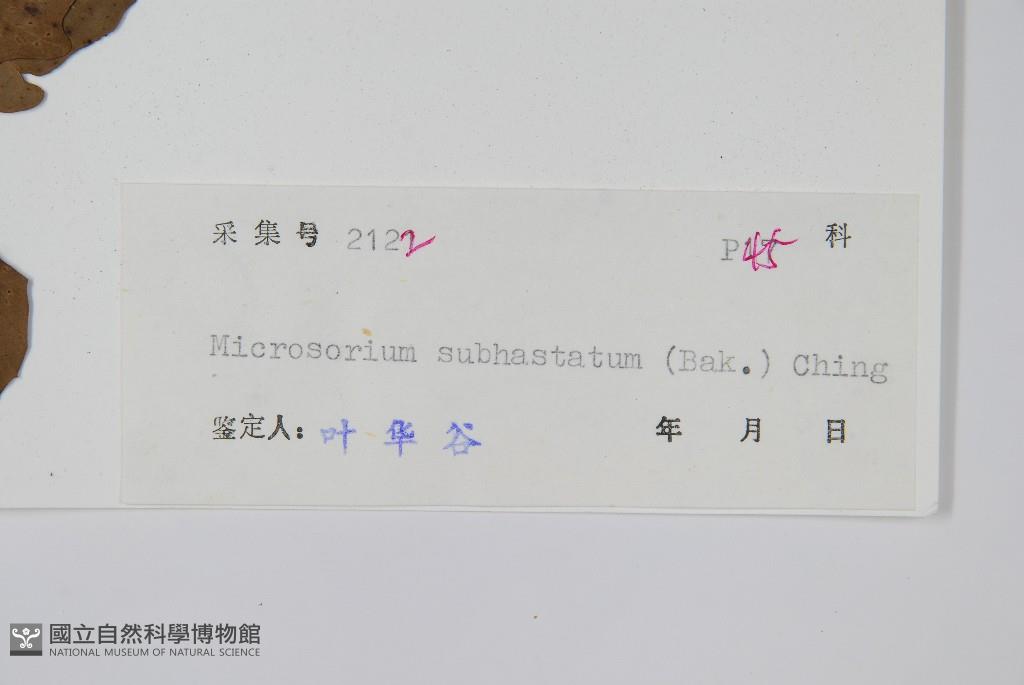 采集号 2122 P45 科
Microsorium subhastatum (Bak.) Ching
鉴定人: 叶华谷 年 月 日
國立自然科學博物館
NATIONAL MUSEUM OF NATURAL SCIENCE